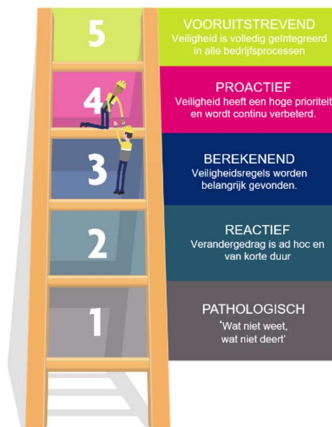 5
VOORUITSTREVEND
Veiligheid is volledig geïntegreerd
in alle bedrijfsprocessen
4
PROACTIEF
Veiligheid heeft een hoge prioriteit
en wordt continu verbeterd.
3
BEREKENEND
Veiligheidsregels worden
belangrijk gevonden.
2
REACTIEF
Verandergedrag is ad hoc en
van korte duur
1
PATHOLOGISCH
'Wat niet weet,
wat niet deert'